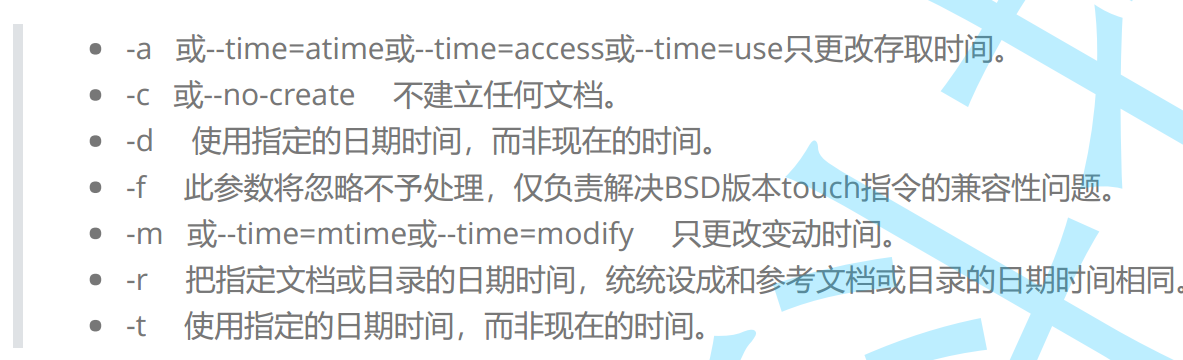 -a 或--time=atime或--time=access或--time=use只更改存取时间。
-c 或--no-create 不建立任何文档。
-d 使用指定的日期时间，而非现在的时间。
-f 此参数将忽略不予处理，仅负责解决BSD版本touch指令的兼容性问题。
-m 或--time=mtime或--time=modify 只更改变动时间。
-r 把指定文档或目录的日期时间，统统设成和参考文档或目录的日期时间相同。
-t 使用指定的日期时间，而非现在的时间。